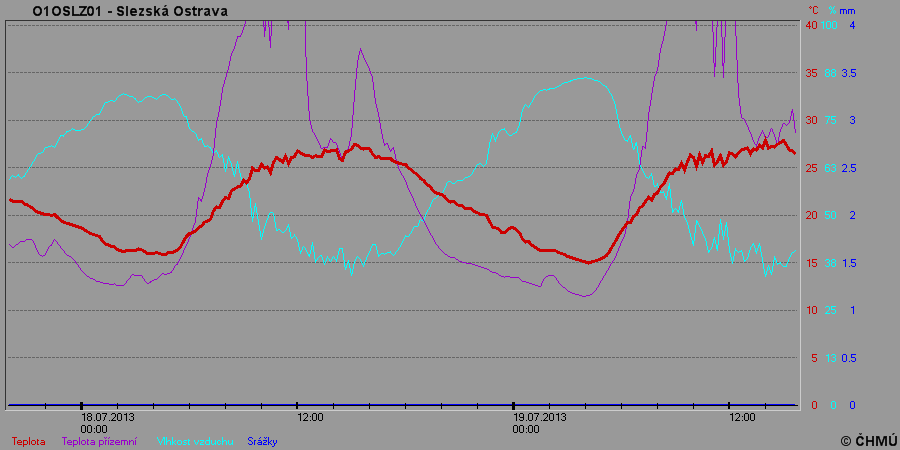 O1OSLZ01 - Slezská Ostrava
°C % mm
40 100 4
35 88 3.5
30 75 3
25 63 2.5
20 50 2
15 38 1.5
10 25 1
5 13 0.5
0 0 0
18.07.2013 12:00 19.07.2013 12:00
00:00 00:00
Teplota Teplota přízemní Vlhkost vzduchu Srážky
© ČHMÚ